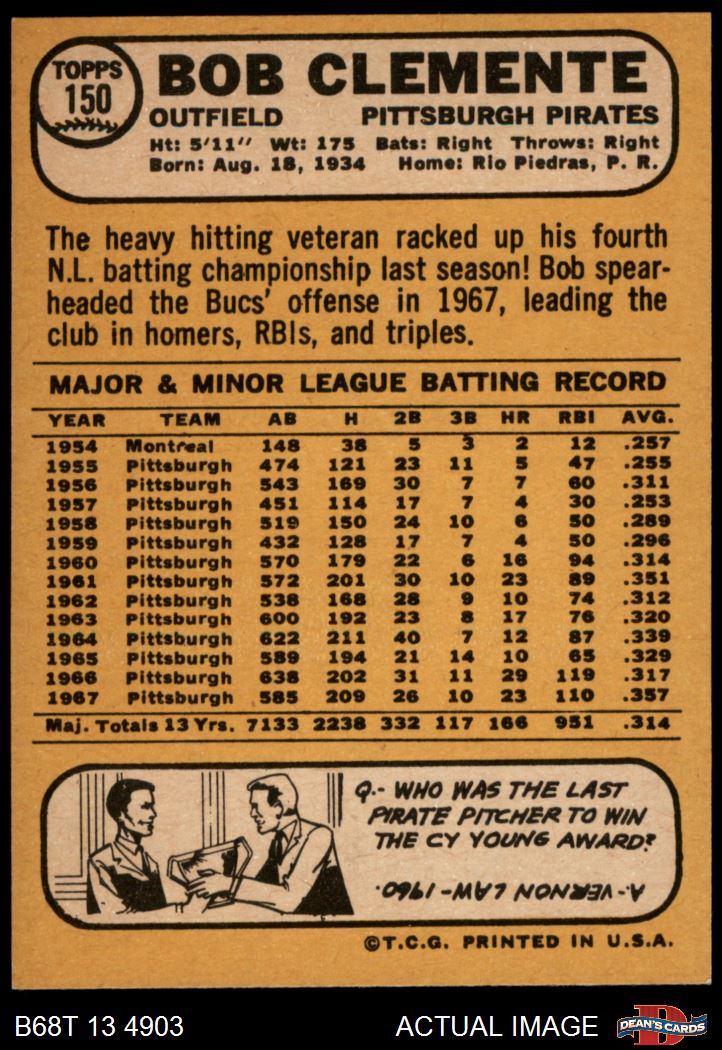 TOPPS
150
BOB CLEMENTE
OUTFIELD PITTSBURGH PIRATES
Ht: 5'11" Wt: 175 Bats: Right Throws: Right
Born: Aug. 18, 1934 Home: Rio Piedras, P. R.
The heavy hitting veteran racked up his fourth
N.L. batting championship last season! Bob spear-
headed the Bucs' offense in 1967, leading the
club in homers, RBIs, and triples.
MAJOR & MINOR LEAGUE BATTING RECORD
YEAR TEAM AB H 2B 3B HR RBI AVG.
1954 Montreal 148 38 5 3 2 12 .257
1955 Pittsburgh 474 121 23 11 5 47 .255
1956 Pittsburgh 543 169 30 7 7 60 .311
1957 Pittsburgh 451 114 17 7 4 30 .253
1958 Pittsburgh 519 150 24 10 6 50 .289
1959 Pittsburgh 432 128 17 7 4 50 .296
1960 Pittsburgh 570 179 22 6 16 94 .314
1961 Pittsburgh 572 201 30 10 23 89 .351
1962 Pittsburgh 538 168 28 9 10 74 .312
1963 Pittsburgh 600 192 23 8 17 76 .320
1964 Pittsburgh 622 211 40 7 12 87 .339
1965 Pittsburgh 589 194 21 14 10 65 .329
1966 Pittsburgh 638 202 31 11 29 119 .317
1967 Pittsburgh 585 209 26 10 23 110 .357
Maj. Totals 13 Yrs. 7133 2238 332 117 166 951 .314
Q.- WHO WAS THE LAST
PIRATE PITCHER TO WIN
THE CY YOUNG AWARD?
A.- VERNON LAW - 1960.
©T.C.G. PRINTED IN U.S.A.
B68T 13 4903 ACTUAL IMAGE D DEAN'S CARDS